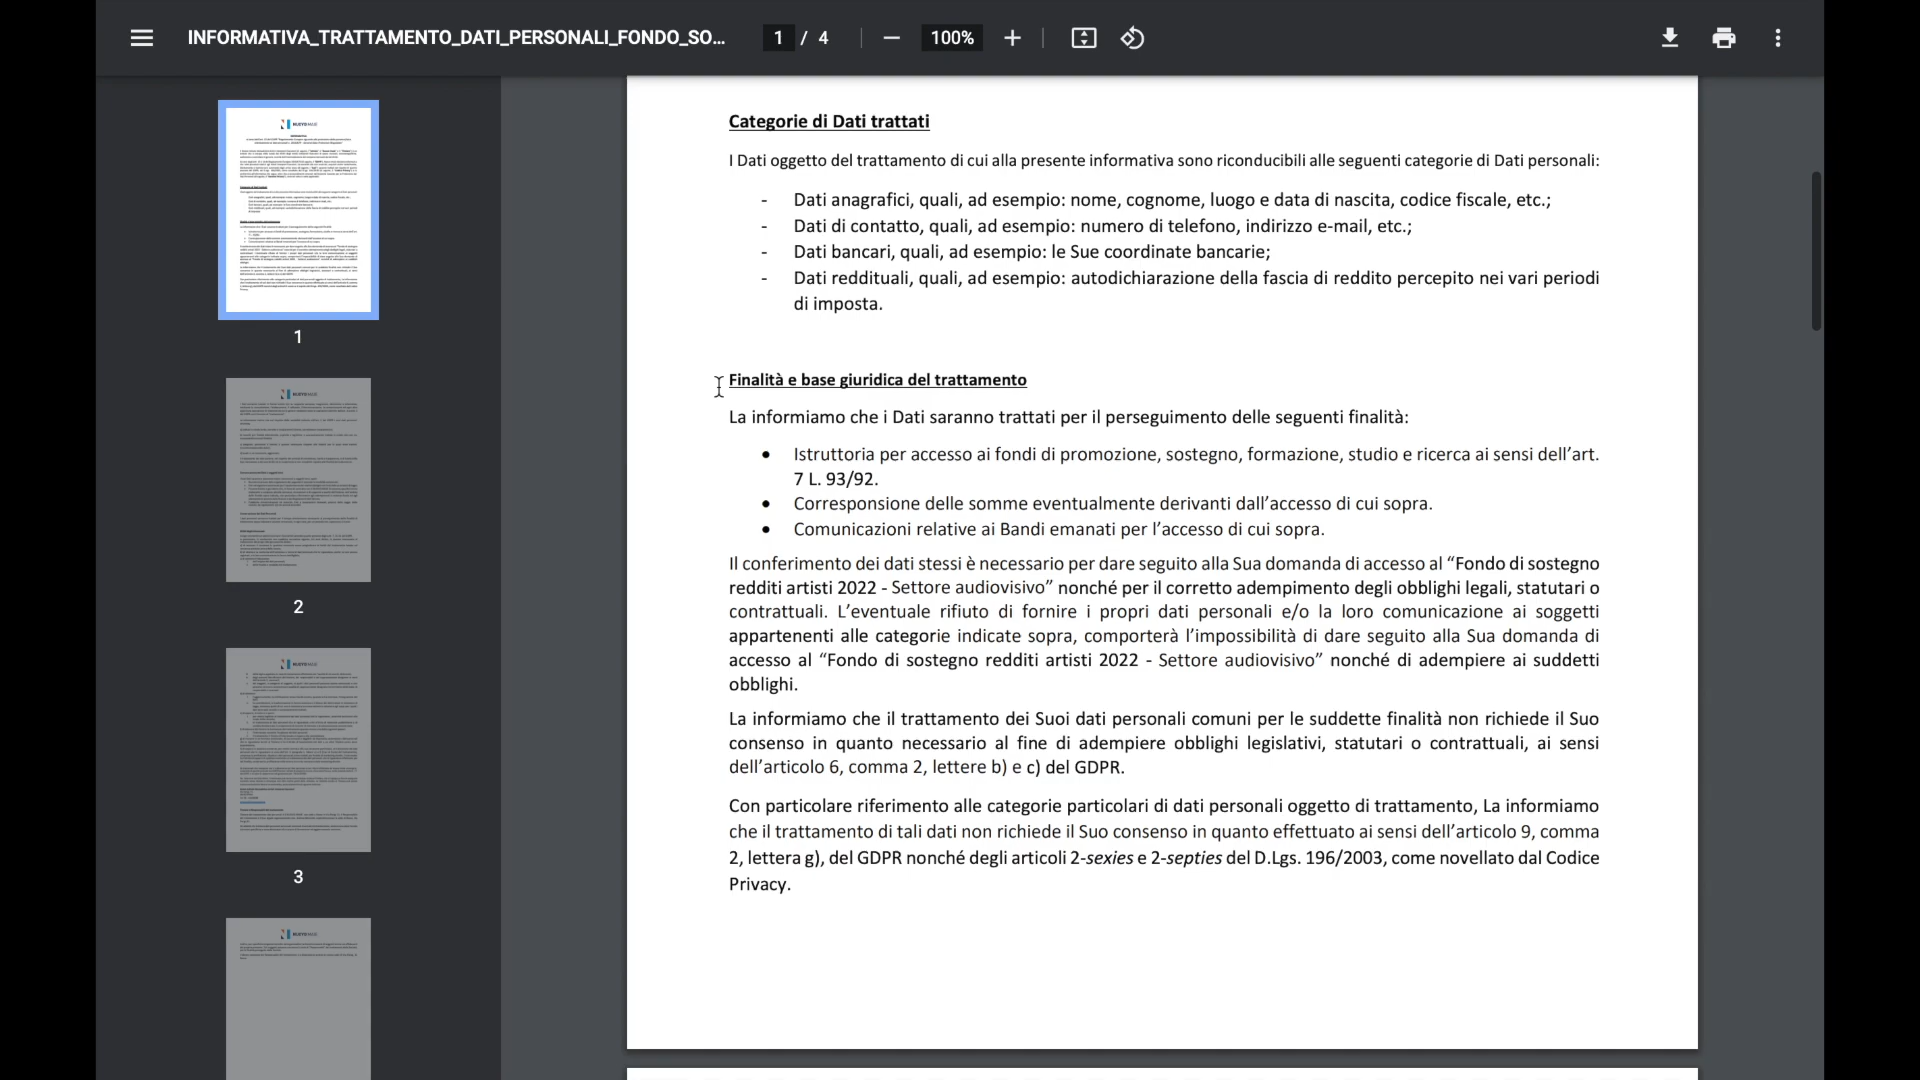 INFORMATIVA_TRATTAMENTO_DATI_PERSONALI_FONDO_SO...
1 / 4
100%
1
2
3
Categorie di Dati trattati
I Dati oggetto del trattamento di cui alla presente informativa sono riconducibili alle seguenti categorie di Dati personali:
- Dati anagrafici, quali, ad esempio: nome, cognome, luogo e data di nascita, codice fiscale, etc.;
- Dati di contatto, quali, ad esempio: numero di telefono, indirizzo e-mail, etc.;
- Dati bancari, quali, ad esempio: le Sue coordinate bancarie;
- Dati reddituali, quali, ad esempio: autodichiarazione della fascia di reddito percepito nei vari periodi
di imposta.
Finalità e base giuridica del trattamento
La informiamo che i Dati saranno trattati per il perseguimento delle seguenti finalità:
• Istruttoria per accesso ai fondi di promozione, sostegno, formazione, studio e ricerca ai sensi dell’art.
7 L. 93/92.
• Corresponsione delle somme eventualmente derivanti dall’accesso di cui sopra.
• Comunicazioni relative ai Bandi emanati per l’accesso di cui sopra.
Il conferimento dei dati stessi è necessario per dare seguito alla Sua domanda di accesso al “Fondo di sostegno
redditi artisti 2022 - Settore audiovisivo” nonché per il corretto adempimento degli obblighi legali, statutari o
contrattuali. L’eventuale rifiuto di fornire i propri dati personali e/o la loro comunicazione ai soggetti
appartenenti alle categorie indicate sopra, comporterà l’impossibilità di dare seguito alla Sua domanda di
accesso al “Fondo di sostegno redditi artisti 2022 - Settore audiovisivo” nonché di adempiere ai suddetti
obblighi.
La informiamo che il trattamento dei Suoi dati personali comuni per le suddette finalità non richiede il Suo
consenso in quanto necessario al fine di adempiere obblighi legislativi, statutari o contrattuali, ai sensi
dell’articolo 6, comma 2, lettere b) e c) del GDPR.
Con particolare riferimento alle categorie particolari di dati personali oggetto di trattamento, La informiamo
che il trattamento di tali dati non richiede il Suo consenso in quanto effettuato ai sensi dell’articolo 9, comma
2, lettera g), del GDPR nonché degli articoli 2-sexies e 2-septies del D.Lgs. 196/2003, come novellato dal Codice
Privacy.